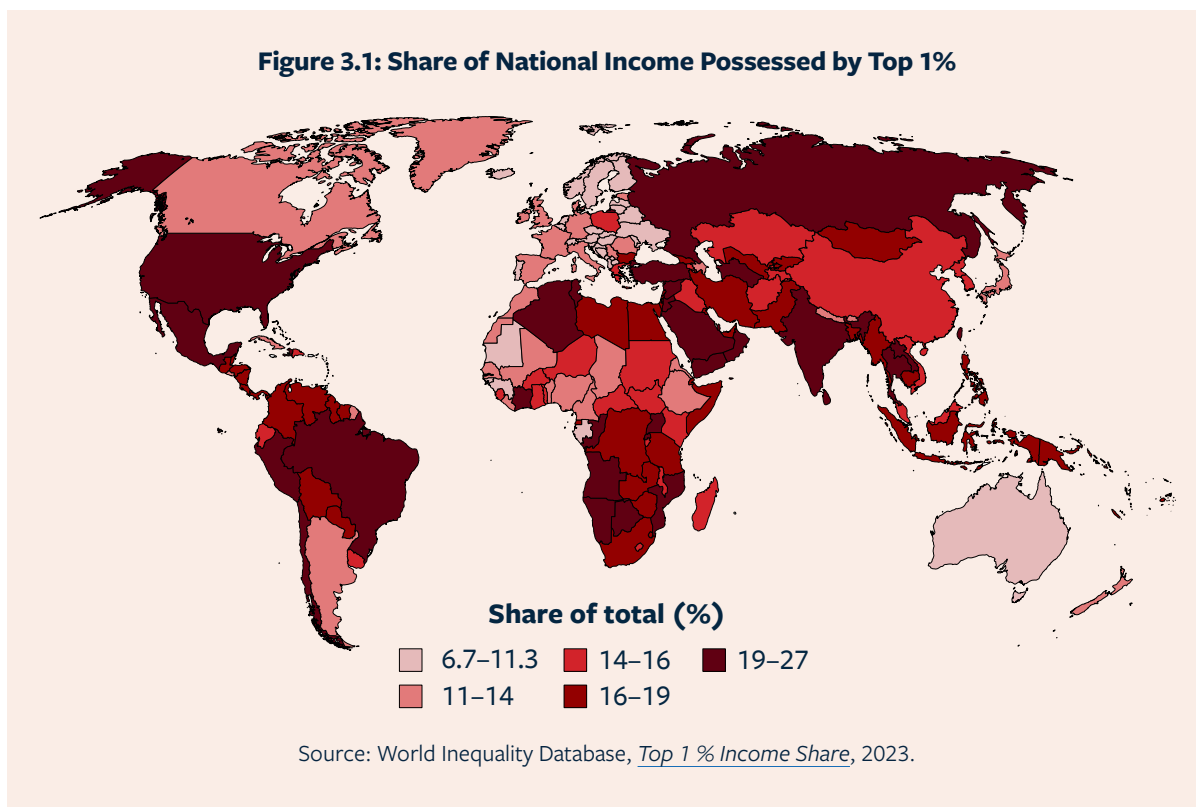 Figure 3.1: Share of National Income Possessed by Top 1%
Share of total (%)
6.7–11.3
14–16
19–27
11–14
16–19
Source: World Inequality Database, Top 1 % Income Share, 2023.